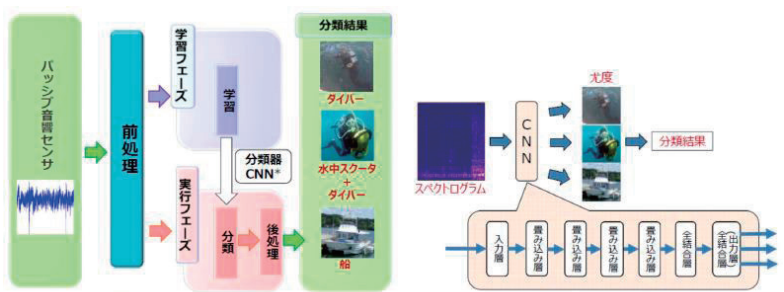 パッシブ音響センサ
前処理
学習フェーズ
学習
分類器
CNN*
実行フェーズ
分類
後処理
分類結果
ダイバー
水中スクータ
+
ダイバー
船
スペクトログラム
CNN
尤度
分類結果
入力層
畳み込み層
畳み込み層
畳み込み層
畳み込み層
全結合層
全結合層
(出力層)